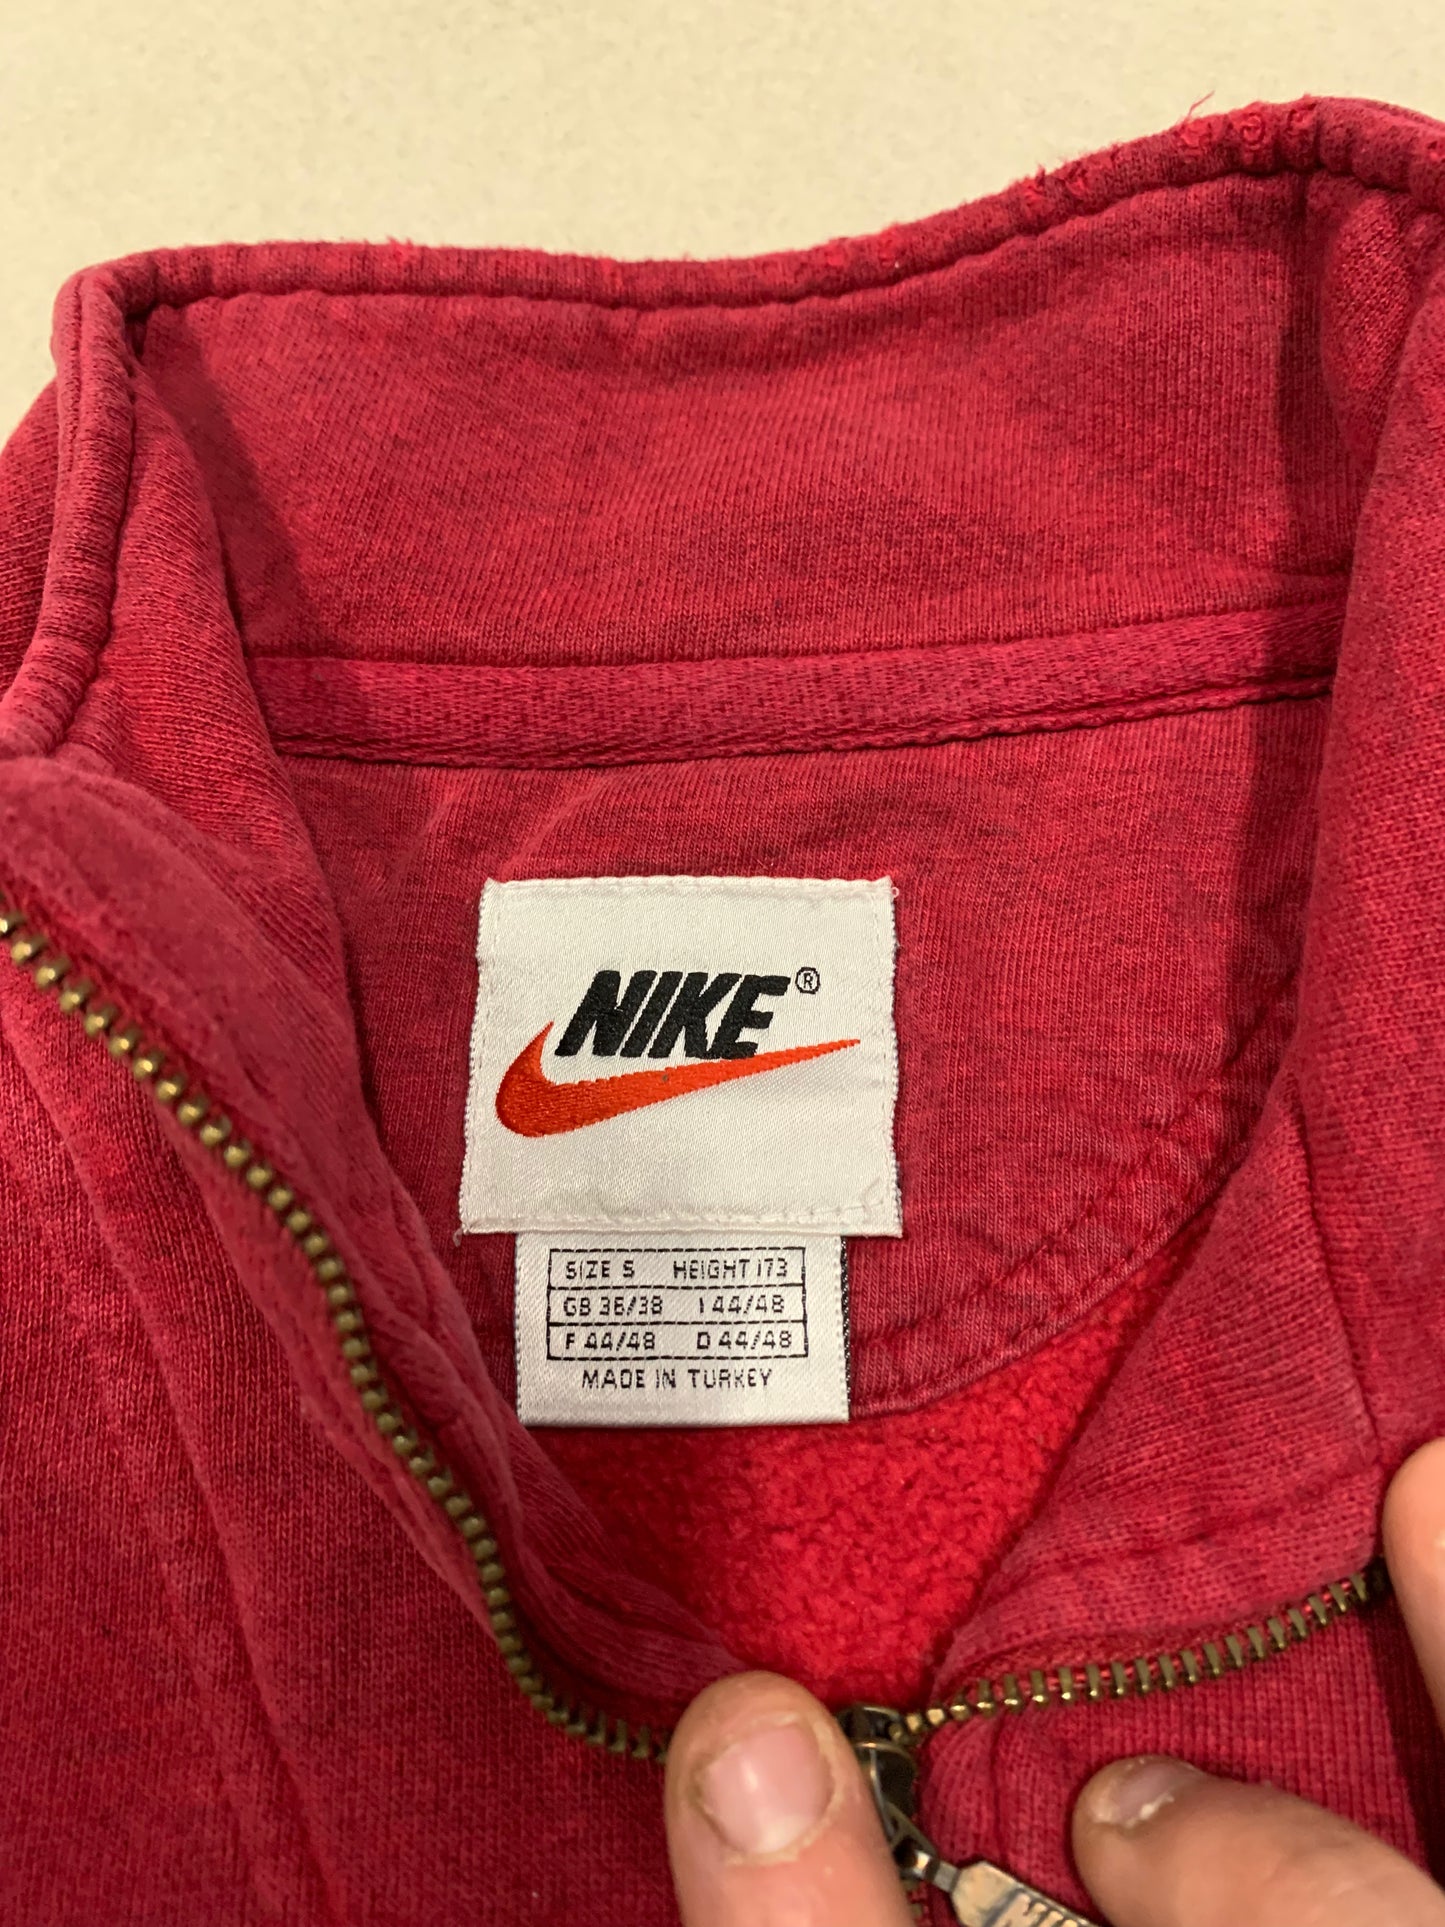 NIKE®
SIZE S HEIGHT 173
GB 36/38 I 44/48
F 44/48 D 44/48
MADE IN TURKEY